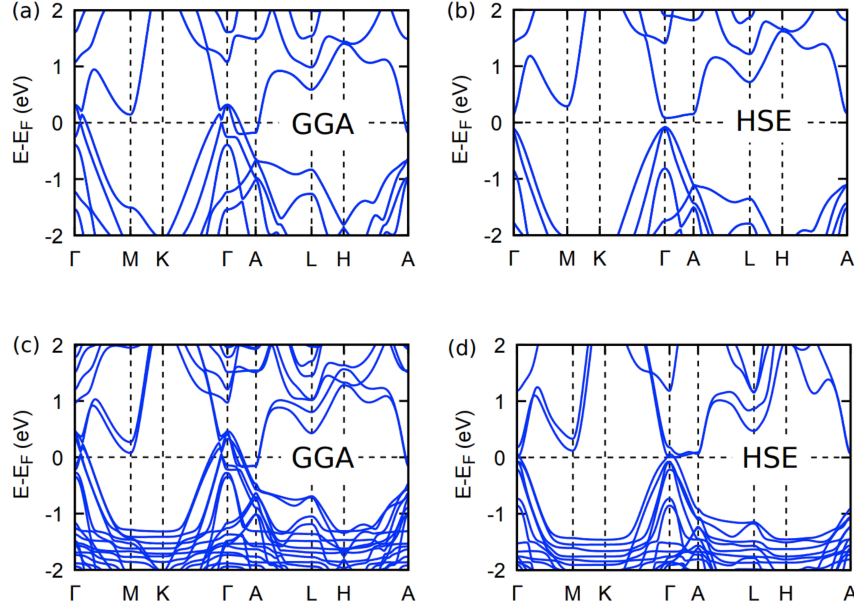 (a)
2
1
0
-1
-2
E-E_F (eV)
GGA
Γ M K Γ A L H A
(b)
2
1
0
-1
-2
E-E_F (eV)
HSE
Γ M K Γ A L H A
(c)
2
1
0
-1
-2
E-E_F (eV)
GGA
Γ M K Γ A L H A
(d)
2
1
0
-1
-2
E-E_F (eV)
HSE
Γ M K Γ A L H A